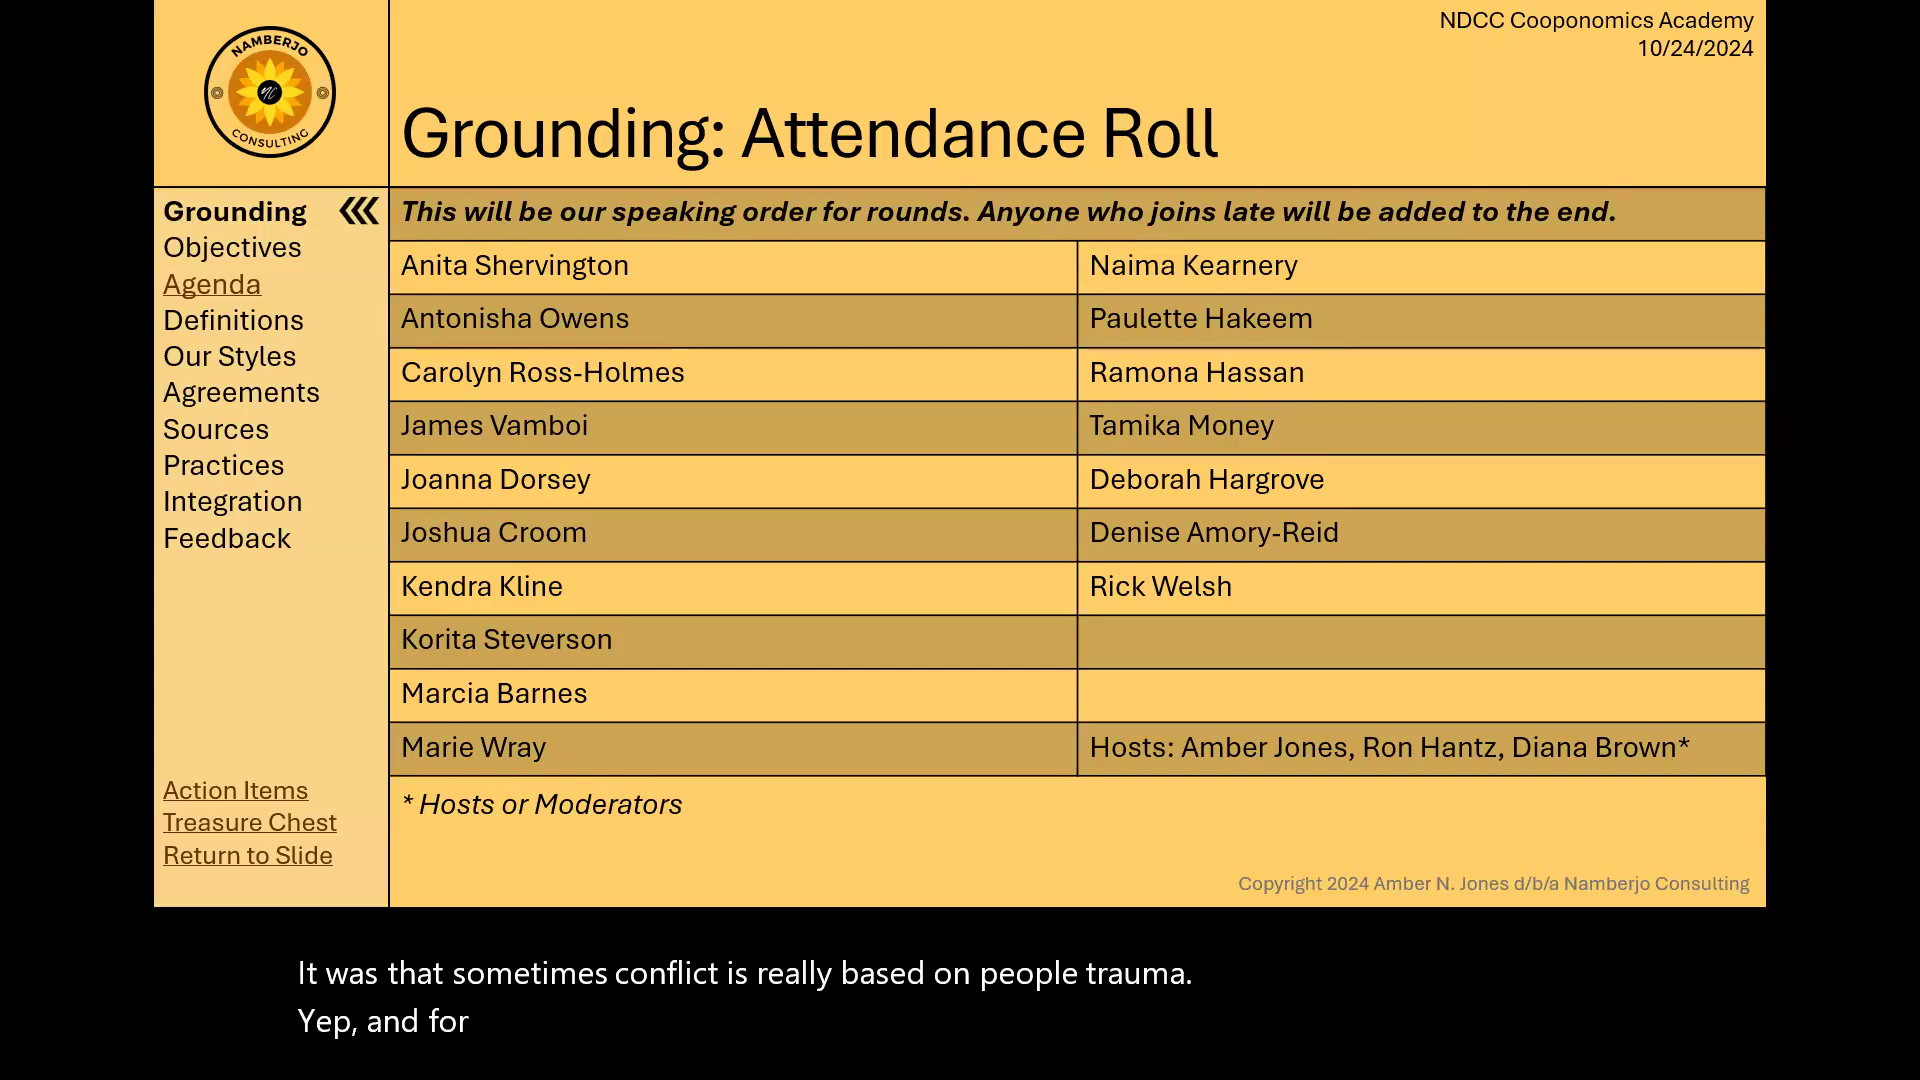 NAMBERJO
CONSULTING
NDCC Cooponomics Academy
10/24/2024
Grounding: Attendance Roll
Grounding
Objectives
Agenda
Definitions
Our Styles
Agreements
Sources
Practices
Integration
Feedback
Action Items
Treasure Chest
Return to Slide
This will be our speaking order for rounds. Anyone who joins late will be added to the end.
Anita Shervington
Naima Kearnery
Antonisha Owens
Paulette Hakeem
Carolyn Ross-Holmes
Ramona Hassan
James Vamboi
Tamika Money
Joanna Dorsey
Deborah Hargrove
Joshua Croom
Denise Amory-Reid
Kendra Kline
Rick Welsh
Korita Steverson
Marcia Barnes
Marie Wray
Hosts: Amber Jones, Ron Hantz, Diana Brown*
* Hosts or Moderators
Copyright 2024 Amber N. Jones d/b/a Namberjo Consulting
It was that sometimes conflict is really based on people trauma.
Yep, and for